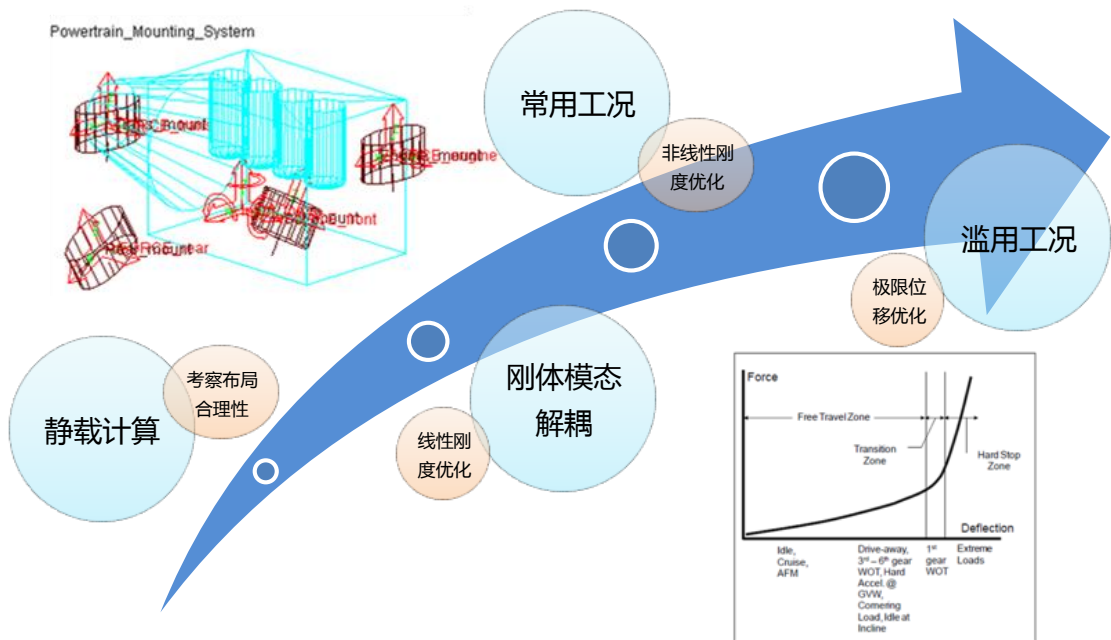 Powertrain_Mounting_System
常用工况
非线性刚
度优化
滥用工况
极限位
移优化
刚体模态
解耦
线性刚
度优化
考察布局
合理性
静载计算
Force
Free Travel Zone
Transition
Zone
Hard Stop
Zone
Deflection
Idle,
Cruise,
AFM
Drive-away,
3rd – 6th gear
WOT, Hard
Accel. @
GVW,
Cornering
Load, Idle at
Incline
1st
gear
WOT
Extreme
Loads